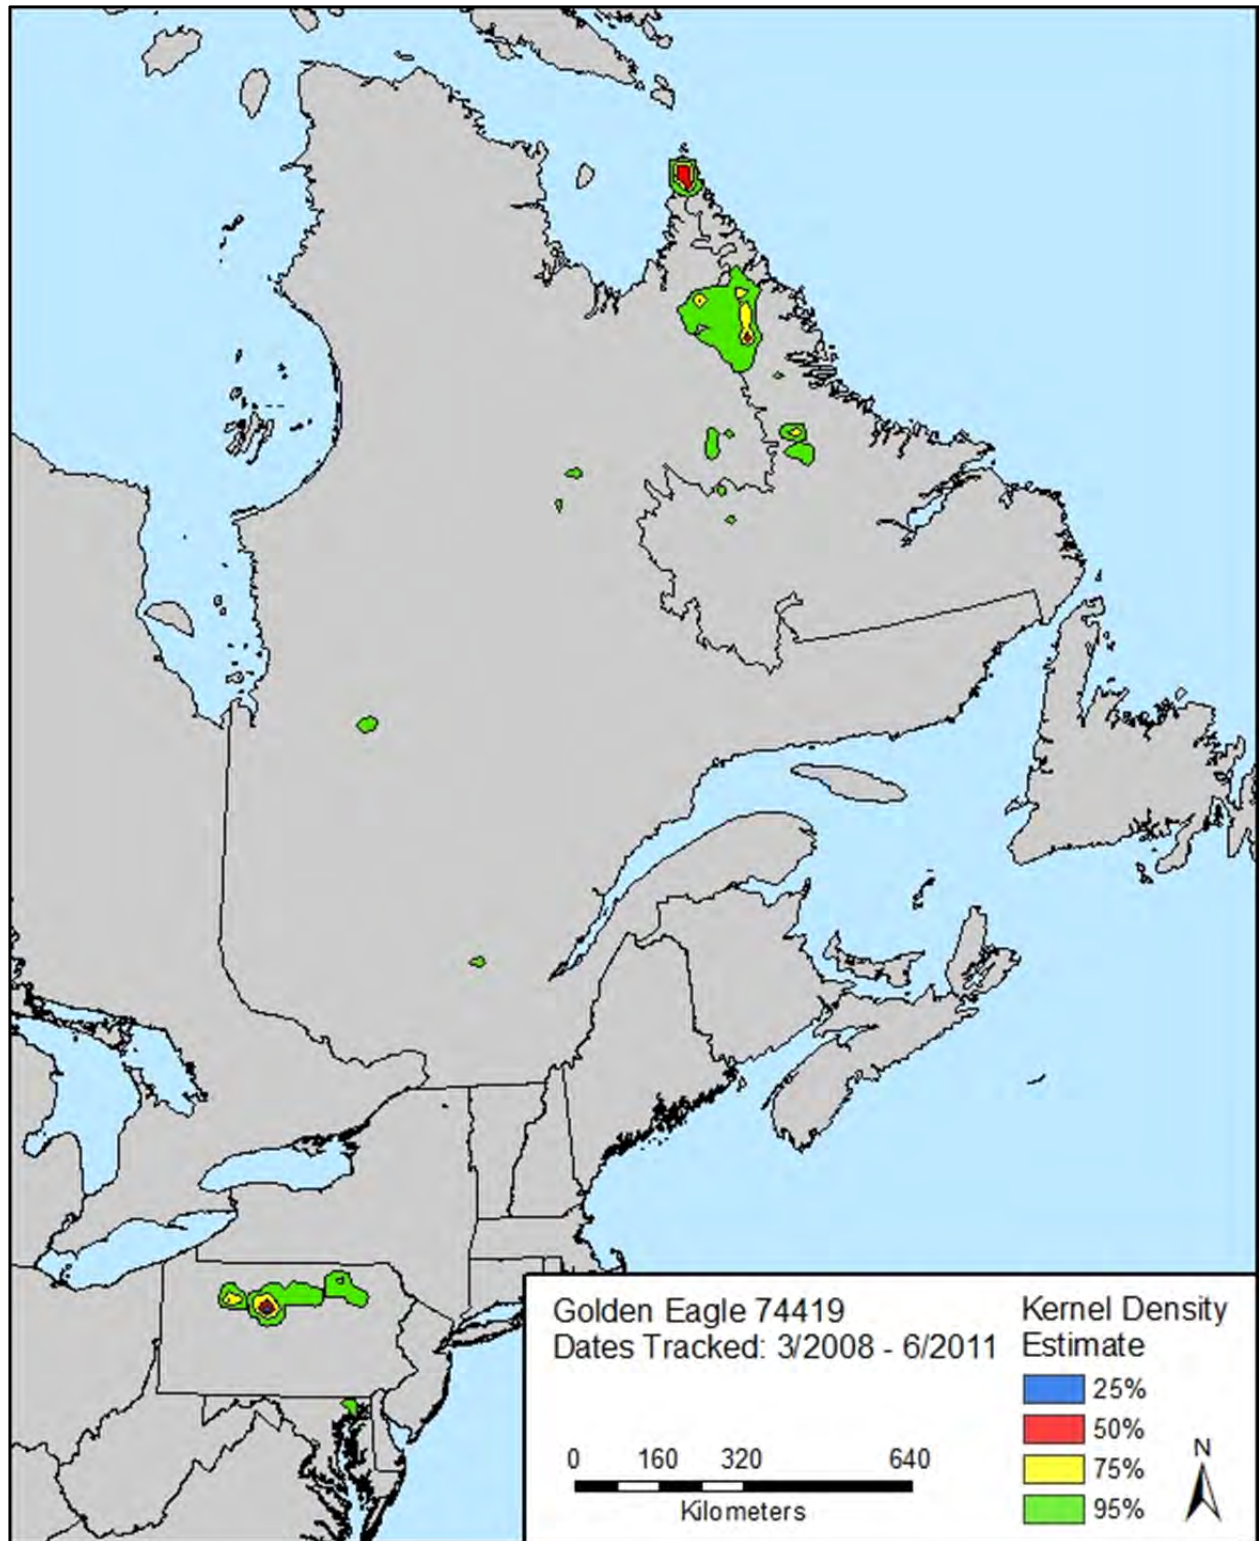 Golden Eagle 74419
Dates Tracked: 3/2008 - 6/2011
0 160 320 640
Kilometers
Kernel Density
Estimate
25%
50%
75%
95%
N